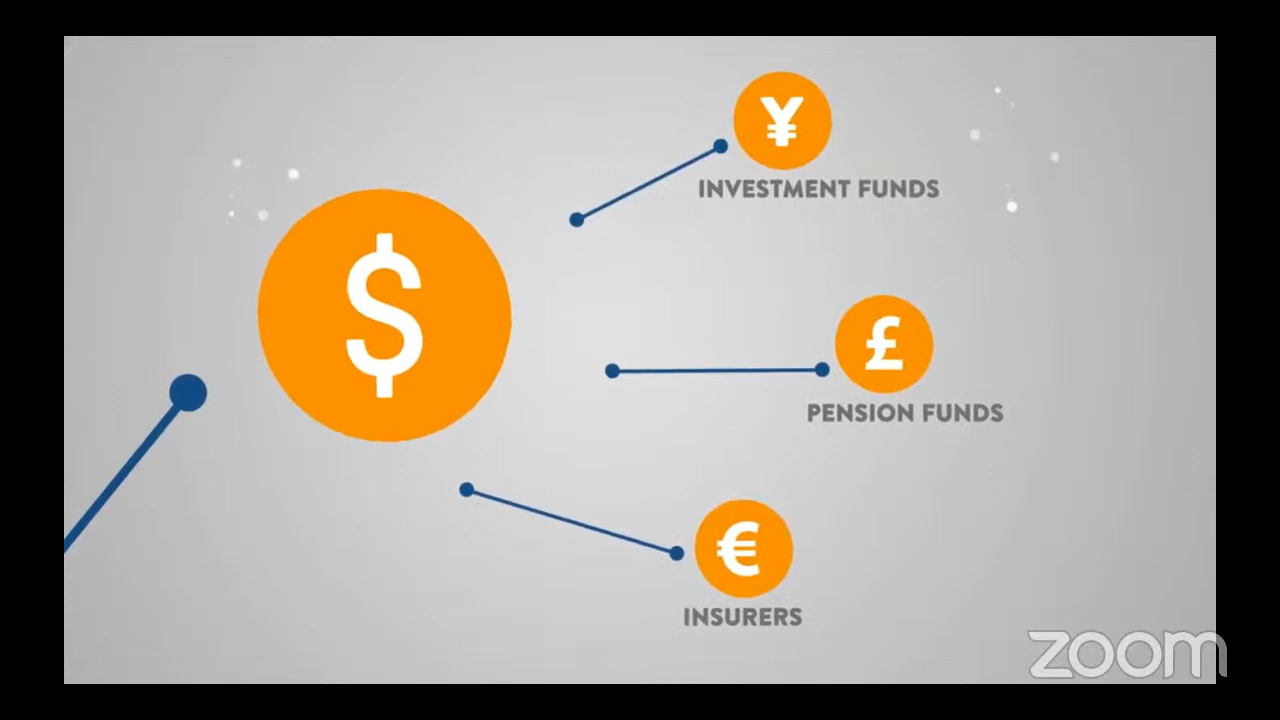 ¥
INVESTMENT FUNDS
$
£
PENSION FUNDS
€
INSURERS
zoom